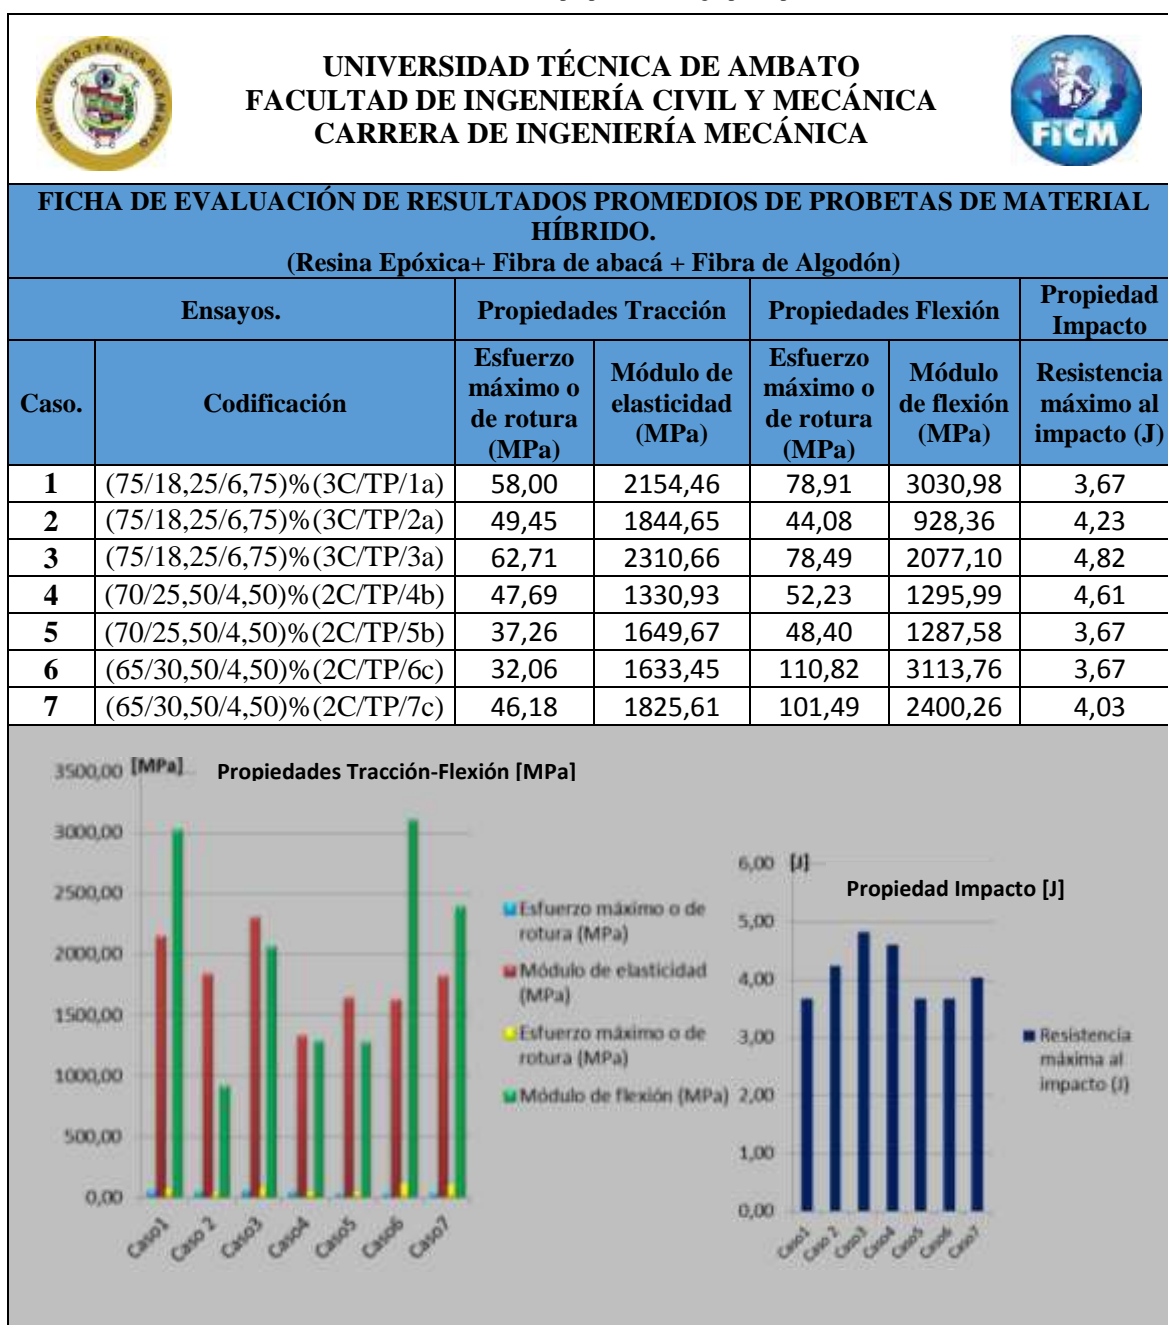 UNIVERSIDAD TÉCNICA DE AMBATO
FACULTAD DE INGENIERÍA CIVIL Y MECÁNICA
CARRERA DE INGENIERÍA MECÁNICA
UNIVERSIDAD TÉCNICA DE AMBATO
FICM
FICHA DE EVALUACIÓN DE RESULTADOS PROMEDIOS DE PROBETAS DE MATERIAL
HÍBRIDO.
(Resina Epóxica+ Fibra de abacá + Fibra de Algodón)
Ensayos. Propiedades Tracción Propiedades Flexión Propiedad Impacto
Caso. Codificación Esfuerzo máximo o de rotura (MPa) Módulo de elasticidad (MPa) Esfuerzo máximo o de rotura (MPa) Módulo de flexión (MPa) Resistencia máximo al impacto (J)
1 (75/18,25/6,75)%(3C/TP/1a) 58,00 2154,46 78,91 3030,98 3,67
2 (75/18,25/6,75)%(3C/TP/2a) 49,45 1844,65 44,08 928,36 4,23
3 (75/18,25/6,75)%(3C/TP/3a) 62,71 2310,66 78,49 2077,10 4,82
4 (70/25,50/4,50)%(2C/TP/4b) 47,69 1330,93 52,23 1295,99 4,61
5 (70/25,50/4,50)%(2C/TP/5b) 37,26 1649,67 48,40 1287,58 3,67
6 (65/30,50/4,50)%(2C/TP/6c) 32,06 1633,45 110,82 3113,76 3,67
7 (65/30,50/4,50)%(2C/TP/7c) 46,18 1825,61 101,49 2400,26 4,03
[MPa] Propiedades Tracción-Flexión [MPa]
3500,00
3000,00
2500,00
2000,00
1500,00
1000,00
500,00
0,00
Caso1 Caso 2 Caso3 Caso4 Caso5 Caso6 Caso7
Esfuerzo máximo o de
rotura (MPa)
Módulo de elasticidad
(MPa)
Esfuerzo máximo o de
rotura (MPa)
Módulo de flexión (MPa)
[J]
Propiedad Impacto [J]
6,00
5,00
4,00
3,00
2,00
1,00
0,00
Caso1 Caso 2 Caso3 Caso4 Caso5 Caso6 Caso7
Resistencia
máxima al
impacto (J)